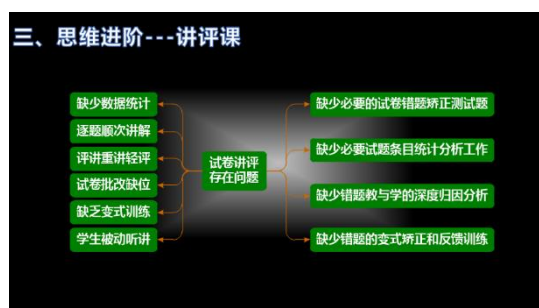 三、思维进阶---讲评课
缺少数据统计
逐题顺次讲解
评讲重讲轻评
试卷批改缺位
缺乏变式训练
学生被动听讲
试卷讲评
存在问题
缺少必要的试卷错题矫正测试题
缺少必要试题条目统计分析工作
缺少错题教与学的深度归因分析
缺少错题的变式矫正和反馈训练